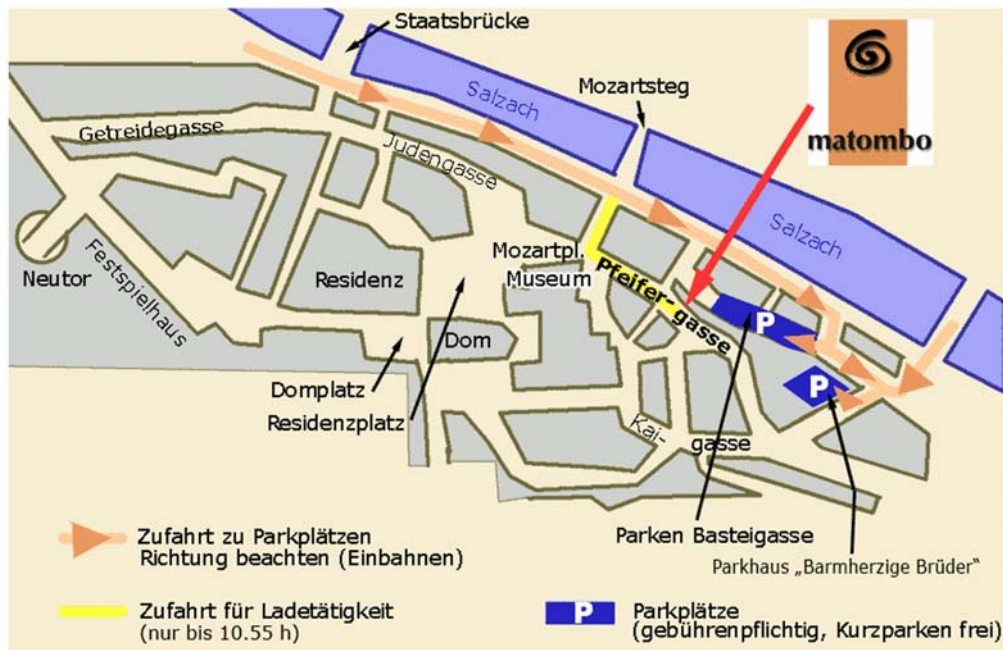 Staatsbrücke
Salzach
Mozartsteg
matombo
Getreidegasse
Judengasse
Salzach
Neutor
Festspielhaus
Residenz
Mozartpl.
Museum
Pfeifer-gasse
P
Dom
Domplatz
Residenzplatz
P
Kai-
gasse
Parken Basteigasse
Parkhaus „Barmherzige Brüder"
Zufahrt zu Parkplätzen
Richtung beachten (Einbahnen)
Zufahrt für Ladetätigkeit
(nur bis 10.55 h)
P
Parkplätze
(gebührenpflichtig, Kurzparken frei)